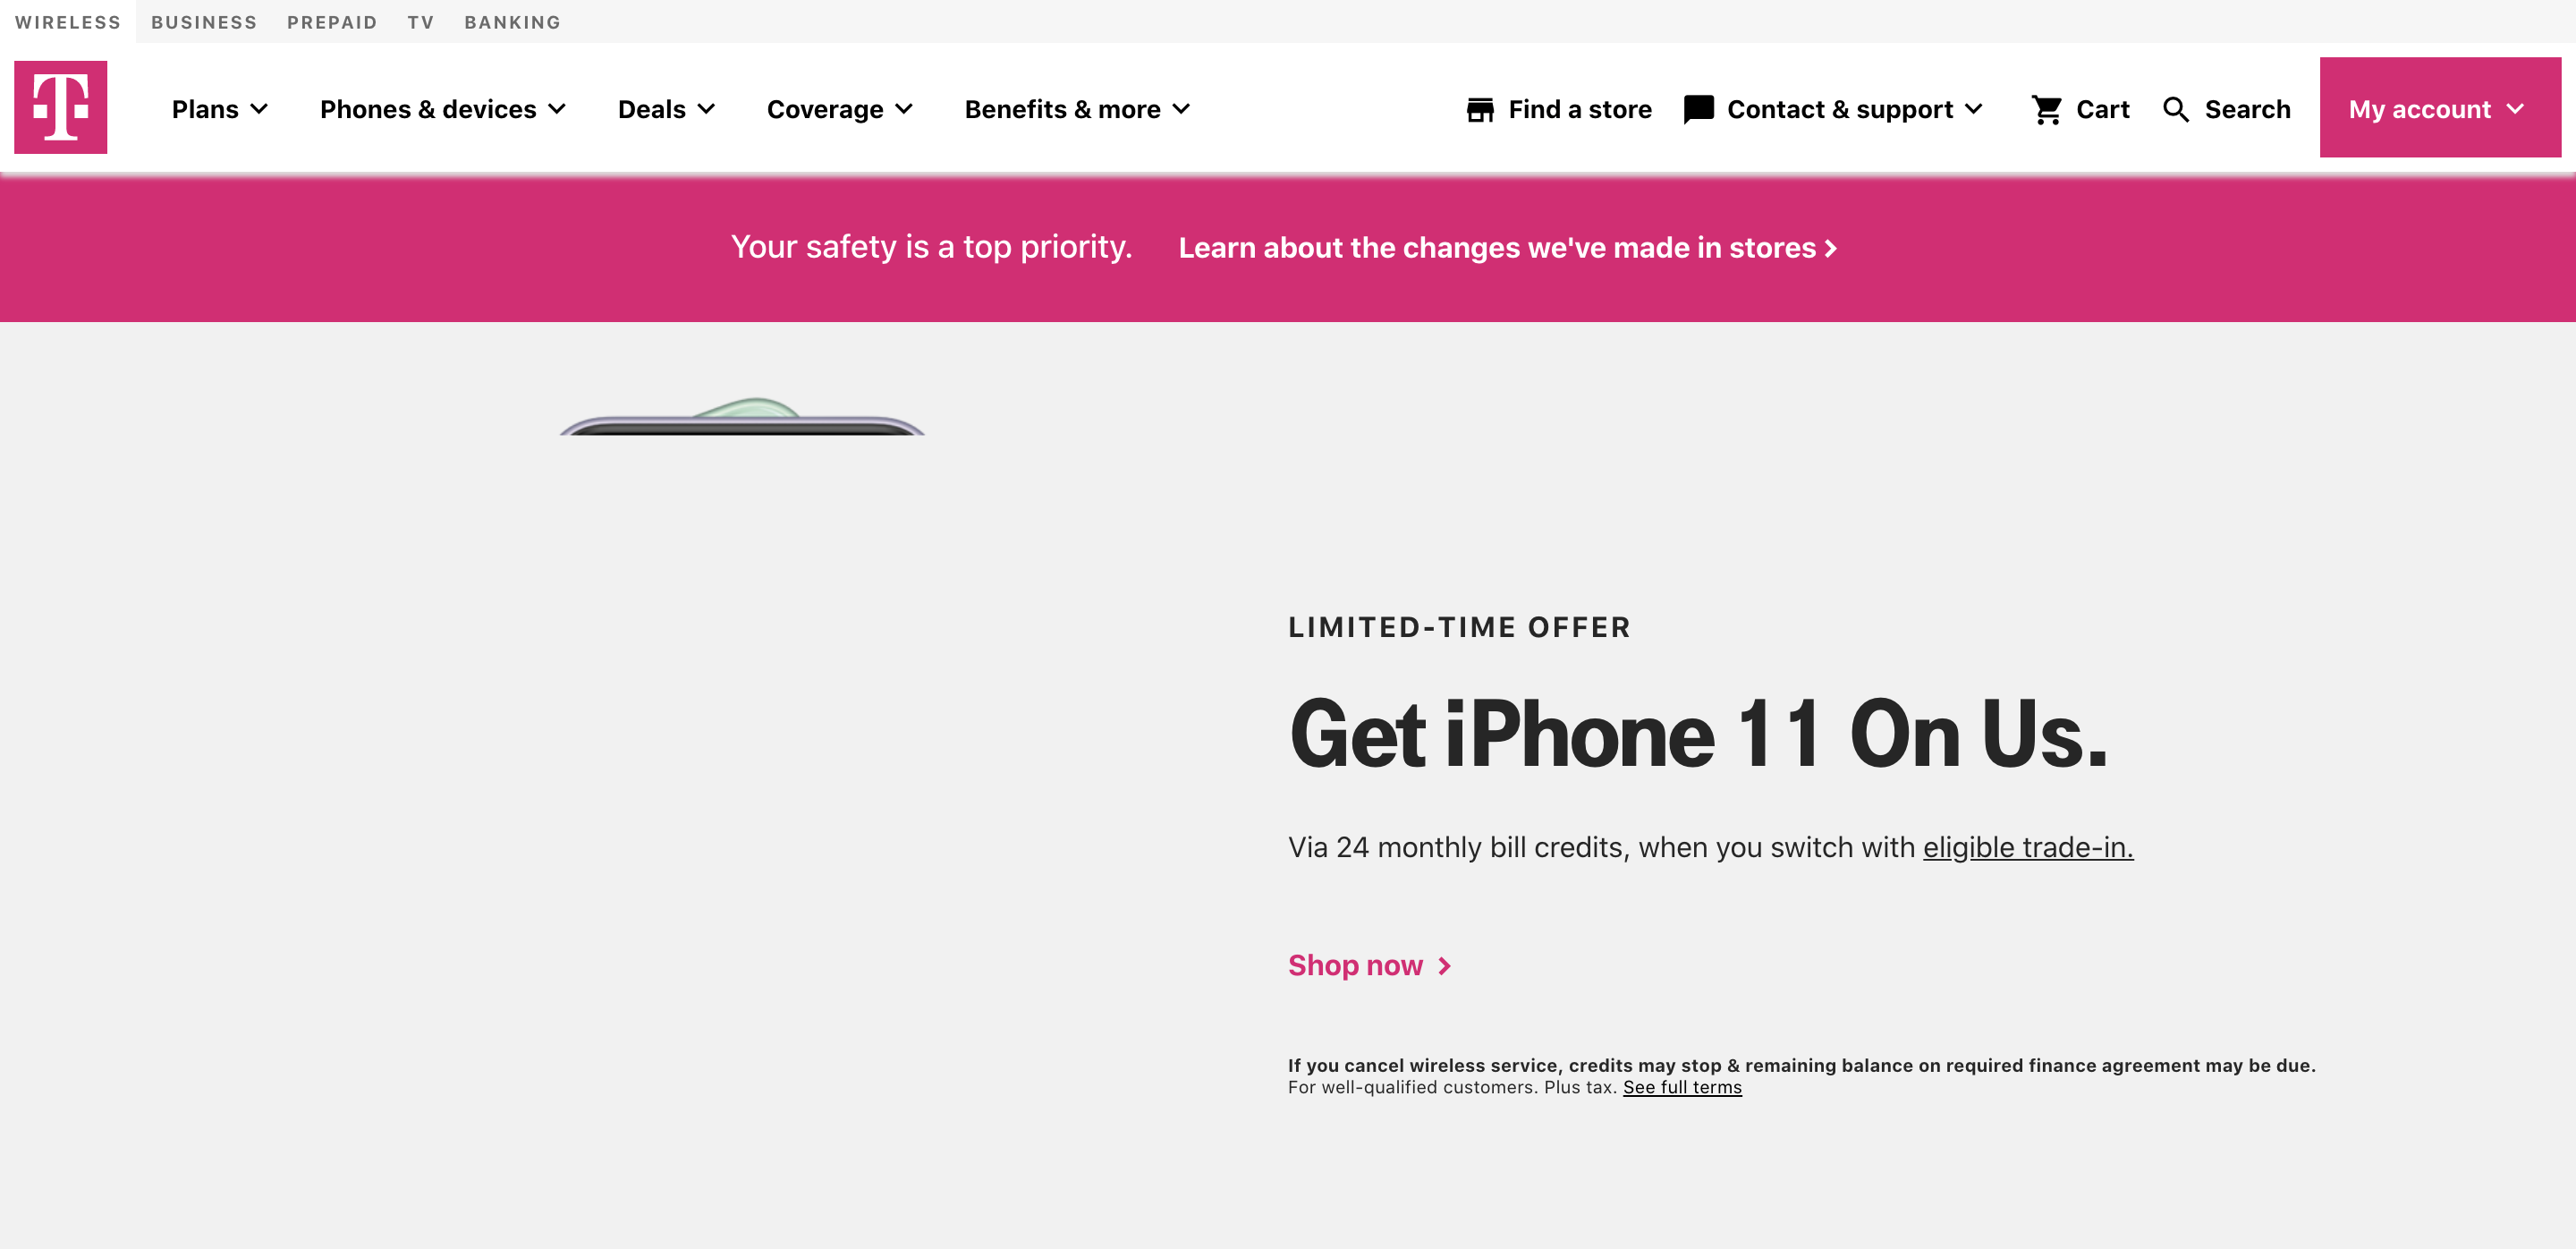 WIRELESS BUSINESS PREPAID TV BANKING
T Plans Phones & devices Deals Coverage Benefits & more Find a store Contact & support Cart Search My account
Your safety is a top priority. Learn about the changes we've made in stores
LIMITED-TIME OFFER
Get iPhone 11 On Us.
Via 24 monthly bill credits, when you switch with eligible trade-in.
Shop now
If you cancel wireless service, credits may stop & remaining balance on required finance agreement may be due.
For well-qualified customers. Plus tax. See full terms